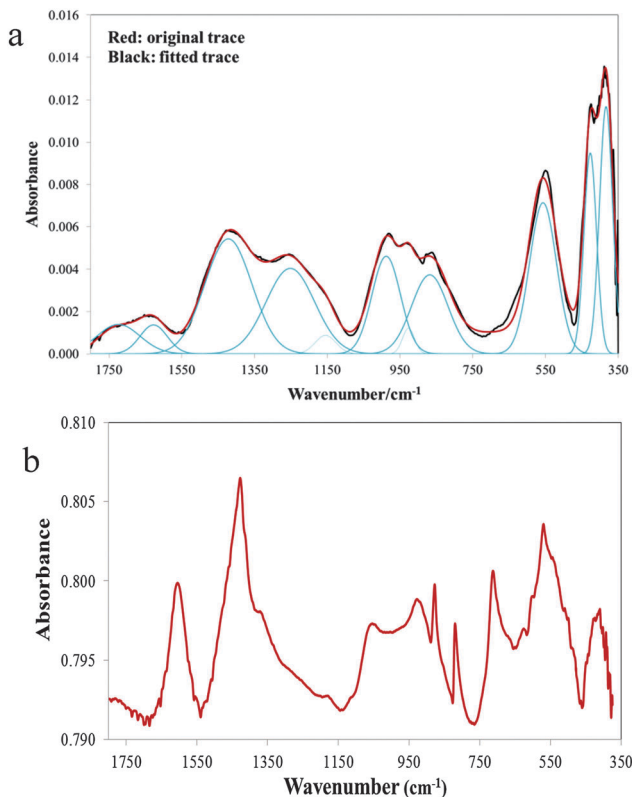 a
Red: original trace
Black: fitted trace
0.016
0.014
0.012
0.010
0.008
0.006
0.004
0.002
0.000
Absorbance
1750 1550 1350 1150 950 750 550 350
Wavenumber/cm-1
b
0.810
0.805
0.800
0.795
0.790
Absorbance
1750 1550 1350 1150 950 750 550 350
Wavenumber (cm-1)